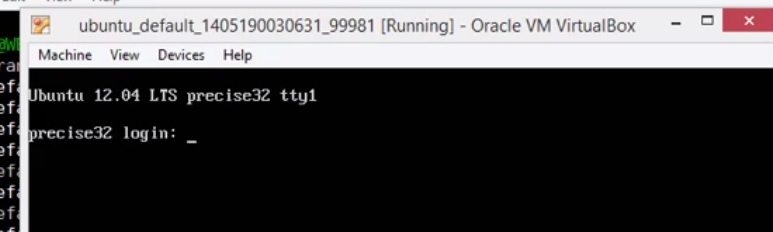 ubuntu_default_1405190030631_99981 [Running] - Oracle VM VirtualBox
Machine View Devices Help
Ubuntu 12.04 LTS precise32 tty1
precise32 login: _